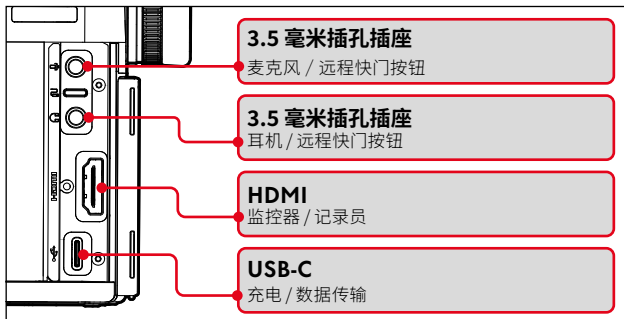 3.5 毫米插孔插座
麦克风 / 远程快门按钮
3.5 毫米插孔插座
耳机 / 远程快门按钮
HDMI
HDMI
监控器 / 记录员
USB-C
充电 / 数据传输